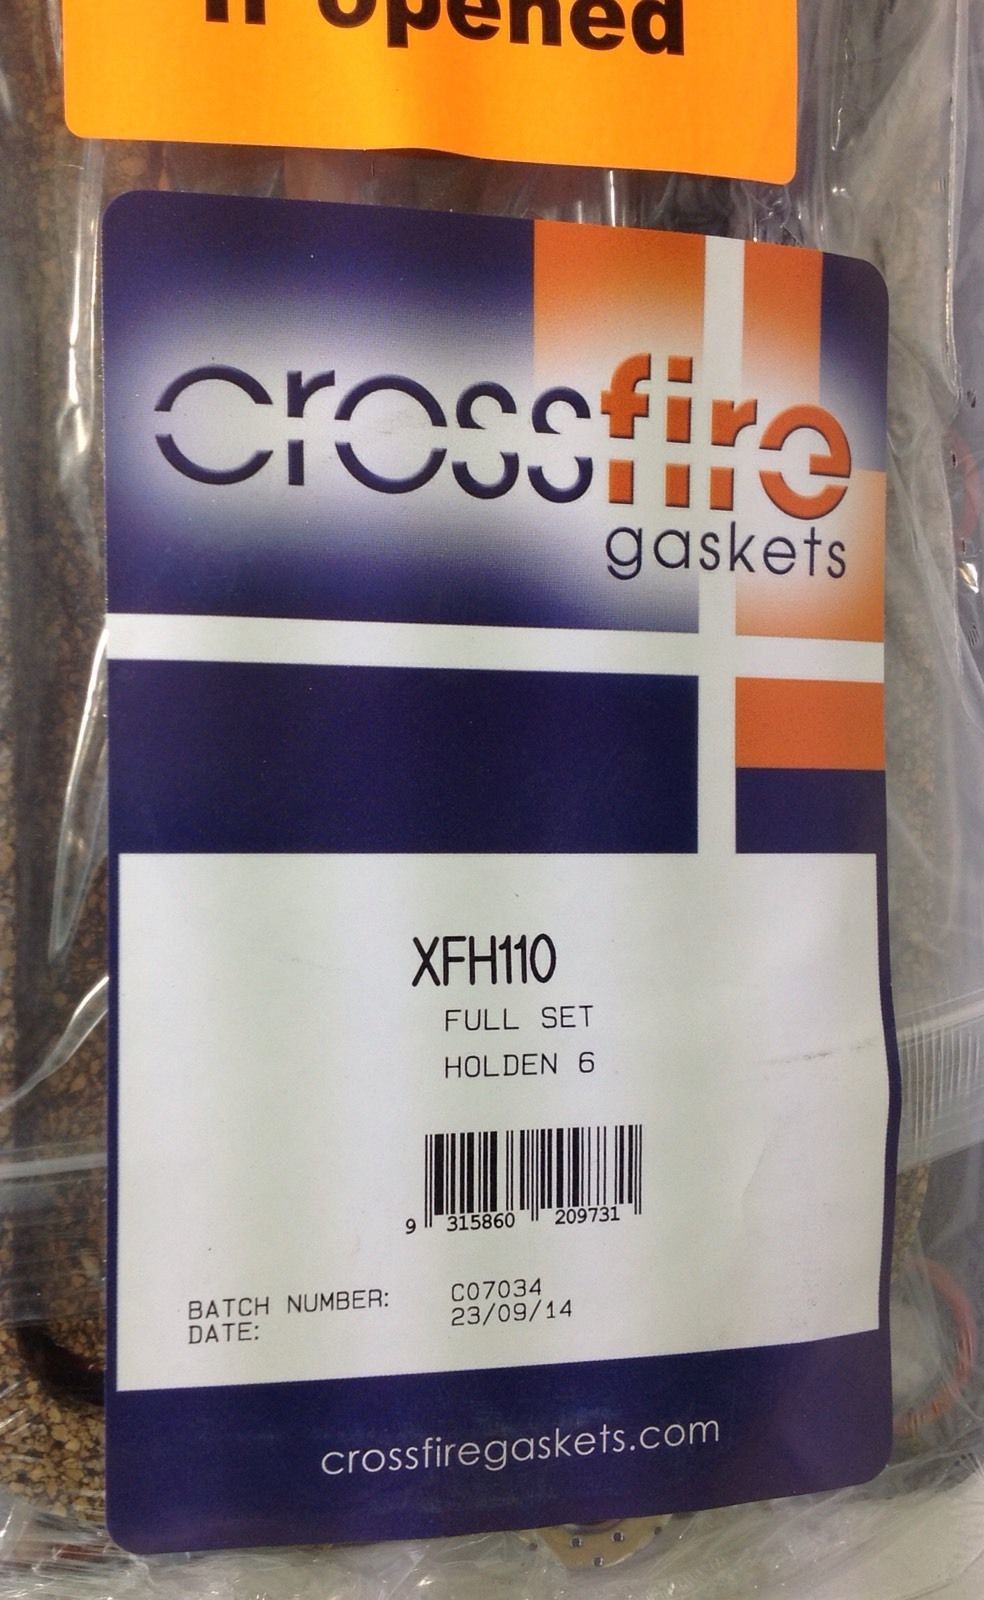 if opened
crossfire
gaskets
XFH110
FULL SET
HOLDEN 6
9 315860 209731
BATCH NUMBER: C07034
DATE: 23/09/14
crossfiregaskets.com